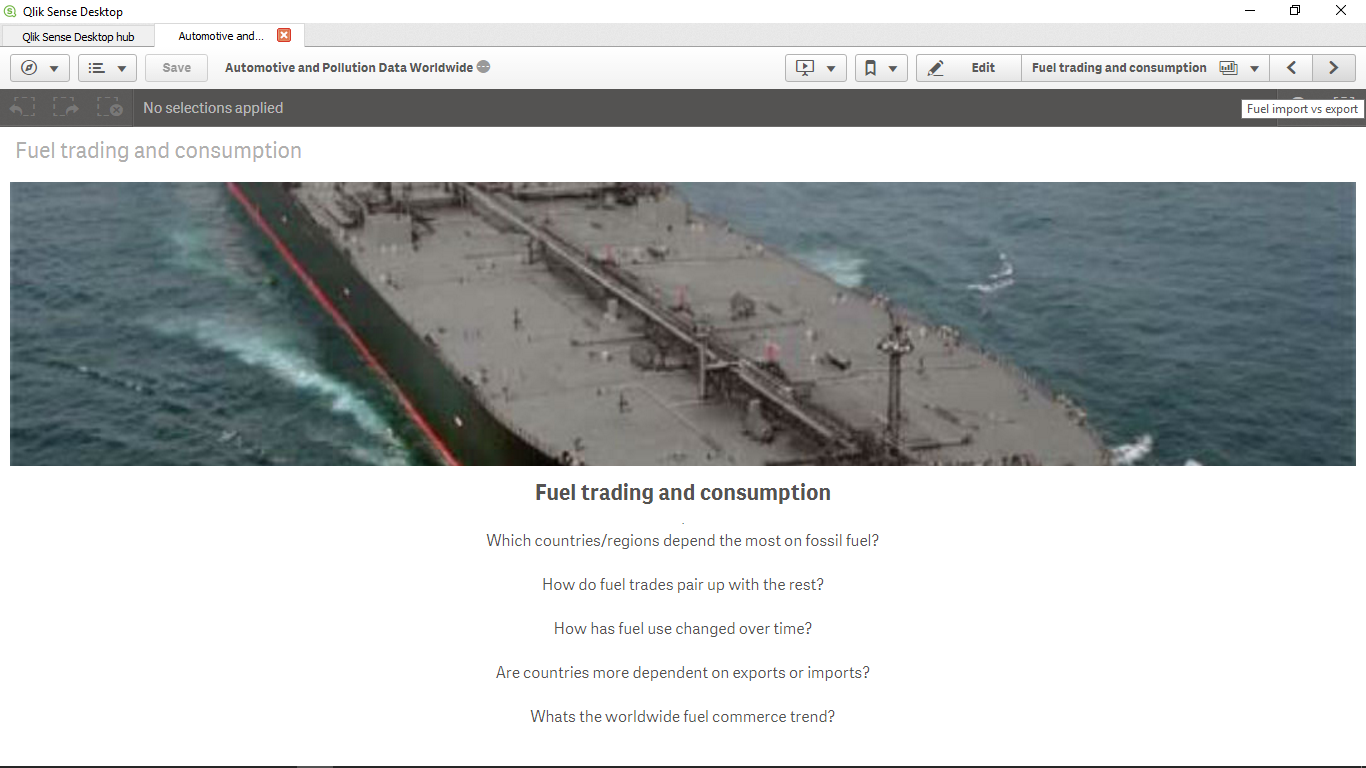 Qlik Sense Desktop
Qlik Sense Desktop hub
Automotive and...
Save
Automotive and Pollution Data Worldwide
Edit
Fuel trading and consumption
No selections applied
Fuel import vs export
Fuel trading and consumption
Fuel trading and consumption
Which countries/regions depend the most on fossil fuel?
How do fuel trades pair up with the rest?
How has fuel use changed over time?
Are countries more dependent on exports or imports?
Whats the worldwide fuel commerce trend?